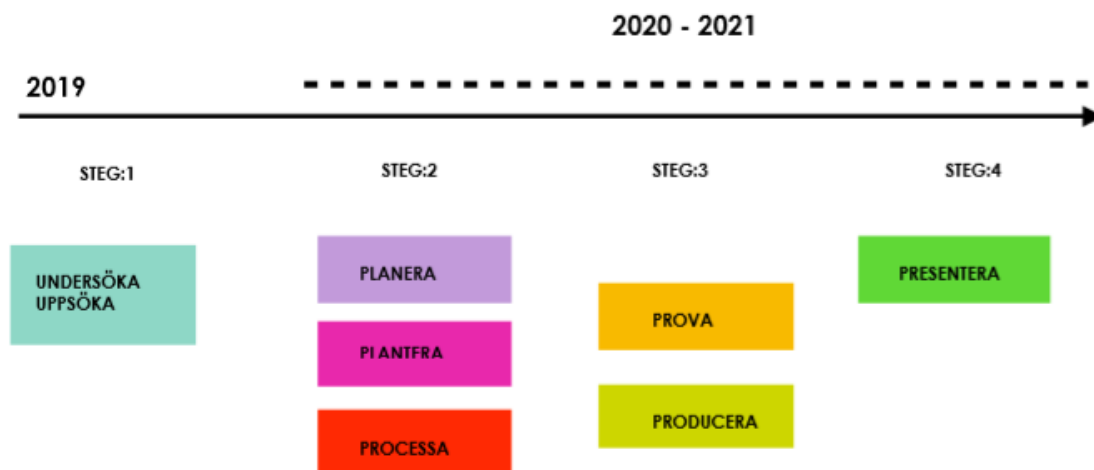 2020 - 2021
2019
STEG:1
STEG:2
STEG:3
STEG:4
UNDERSÖKA
UPPSÖKA
PLANERA
PLANTERA
PROCESSA
PROVA
PRODUCERA
PRESENTERA